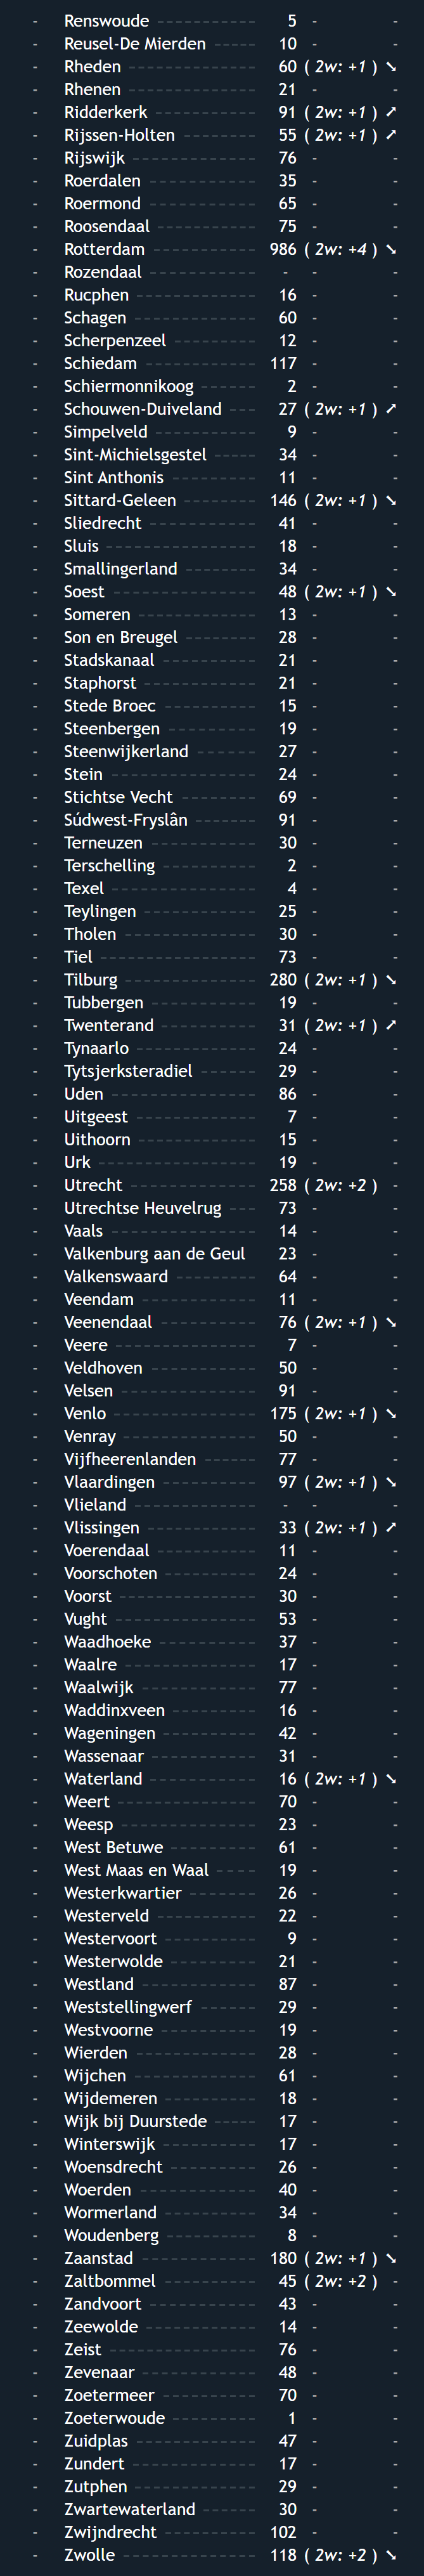 - Renswoude ----------- 5 - -
- Reusel-De Mierden ----- 10 - -
- Rheden ------------- 60 ( 2w: +1 ) ➘
- Rhenen ------------- 21 - -
- Ridderkerk ----------- 91 ( 2w: +1 ) ➚
- Rijssen-Holten -------- 55 ( 2w: +1 ) ➚
- Rijswijk ------------- 76 - -
- Roerdalen ----------- 35 - -
- Roermond ----------- 65 - -
- Roosendaal ---------- 75 - -
- Rotterdam ----------- 986 ( 2w: +4 ) ➘
- Rozendaal ----------- - - -
- Rucphen ------------ 16 - -
- Schagen ------------ 60 - -
- Scherpenzeel -------- 12 - -
- Schiedam ----------- 117 - -
- Schiermonnikoog ------ 2 - -
- Schouwen-Duiveland --- 27 ( 2w: +1 ) ➚
- Simpelveld ----------- 9 - -
- Sint-Michielsgestel ----- 34 - -
- Sint Anthonis --------- 11 - -
- Sittard-Geleen -------- 146 ( 2w: +1 ) ➘
- Sliedrecht ----------- 41 - -
- Sluis ---------------- 18 - -
- Smallingerland -------- 34 - -
- Soest --------------- 48 ( 2w: +1 ) ➘
- Someren ------------ 13 - -
- Son en Breugel -------- 28 - -
- Stadskanaal ---------- 21 - -
- Staphorst ------------ 21 - -
- Stede Broec ---------- 15 - -
- Steenbergen --------- 19 - -
- Steenwijkerland ------ 27 - -
- Stein --------------- 24 - -
- Stichtse Vecht -------- 69 - -
- Súdwest-Fryslân ------- 91 - -
- Terneuzen ----------- 30 - -
- Terschelling ---------- 2 - -
- Texel --------------- 4 - -
- Teylingen ------------ 25 - -
- Tholen -------------- 30 - -
- Tiel ----------------- 73 - -
- Tilburg -------------- 280 ( 2w: +1 ) ➘
- Tubbergen ----------- 19 - -
- Twenterand ---------- 31 ( 2w: +1 ) ➚
- Tynaarlo ------------ 24 - -
- Tytsjerksteradiel ------ 29 - -
- Uden --------------- 86 - -
- Uitgeest ------------- 7 - -
- Uithoorn ------------ 15 - -
- Urk ----------------- 19 - -
- Utrecht ------------- 258 ( 2w: +2 ) -
- Utrechtse Heuvelrug --- 73 - -
- Vaals --------------- 14 - -
- Valkenburg aan de Geul 23 - -
- Valkenswaard -------- 64 - -
- Veendam ------------ 11 - -
- Veenendaal ---------- 76 ( 2w: +1 ) ➘
- Veere --------------- 7 - -
- Veldhoven ----------- 50 - -
- Velsen -------------- 91 - -
- Venlo --------------- 175 ( 2w: +1 ) ➘
- Venray -------------- 50 - -
- Vijfheerenlanden ------ 77 - -
- Vlaardingen ---------- 97 ( 2w: +1 ) ➘
- Vlieland ------------- - - -
- Vlissingen ----------- 33 ( 2w: +1 ) ➚
- Voerendaal ---------- 11 - -
- Voorschoten --------- 24 - -
- Voorst -------------- 30 - -
- Vught --------------- 53 - -
- Waadhoeke ---------- 37 - -
- Waalre -------------- 17 - -
- Waalwijk ------------ 77 - -
- Waddinxveen -------- 16 - -
- Wageningen --------- 42 - -
- Wassenaar ----------- 31 - -
- Waterland ----------- 16 ( 2w: +1 ) ➘
- Weert -------------- 70 - -
- Weesp -------------- 23 - -
- West Betuwe --------- 61 - -
- West Maas en Waal ---- 19 - -
- Westerkwartier ------- 26 - -
- Westerveld ---------- 22 - -
- Westervoort --------- 9 - -
- Westerwolde --------- 21 - -
- Westland ------------ 87 - -
- Weststellingwerf ------ 29 - -
- Westvoorne ---------- 19 - -
- Wierden ------------ 28 - -
- Wijchen ------------- 61 - -
- Wijdemeren --------- 18 - -
- Wijk bij Duurstede ----- 17 - -
- Winterswijk ---------- 17 - -
- Woensdrecht --------- 26 - -
- Woerden ------------ 40 - -
- Wormerland --------- 34 - -
- Woudenberg --------- 8 - -
- Zaanstad ------------ 180 ( 2w: +1 ) ➘
- Zaltbommel ---------- 45 ( 2w: +2 ) -
- Zandvoort ----------- 43 - -
- Zeewolde ----------- 14 - -
- Zeist ---------------- 76 - -
- Zevenaar ------------ 48 - -
- Zoetermeer ---------- 70 - -
- Zoeterwoude --------- 1 - -
- Zuidplas ------------- 47 - -
- Zundert ------------- 17 - -
- Zutphen ------------- 29 - -
- Zwartewaterland ------ 30 - -
- Zwijndrecht ---------- 102 - -
- Zwolle -------------- 118 ( 2w: +2 ) ➘